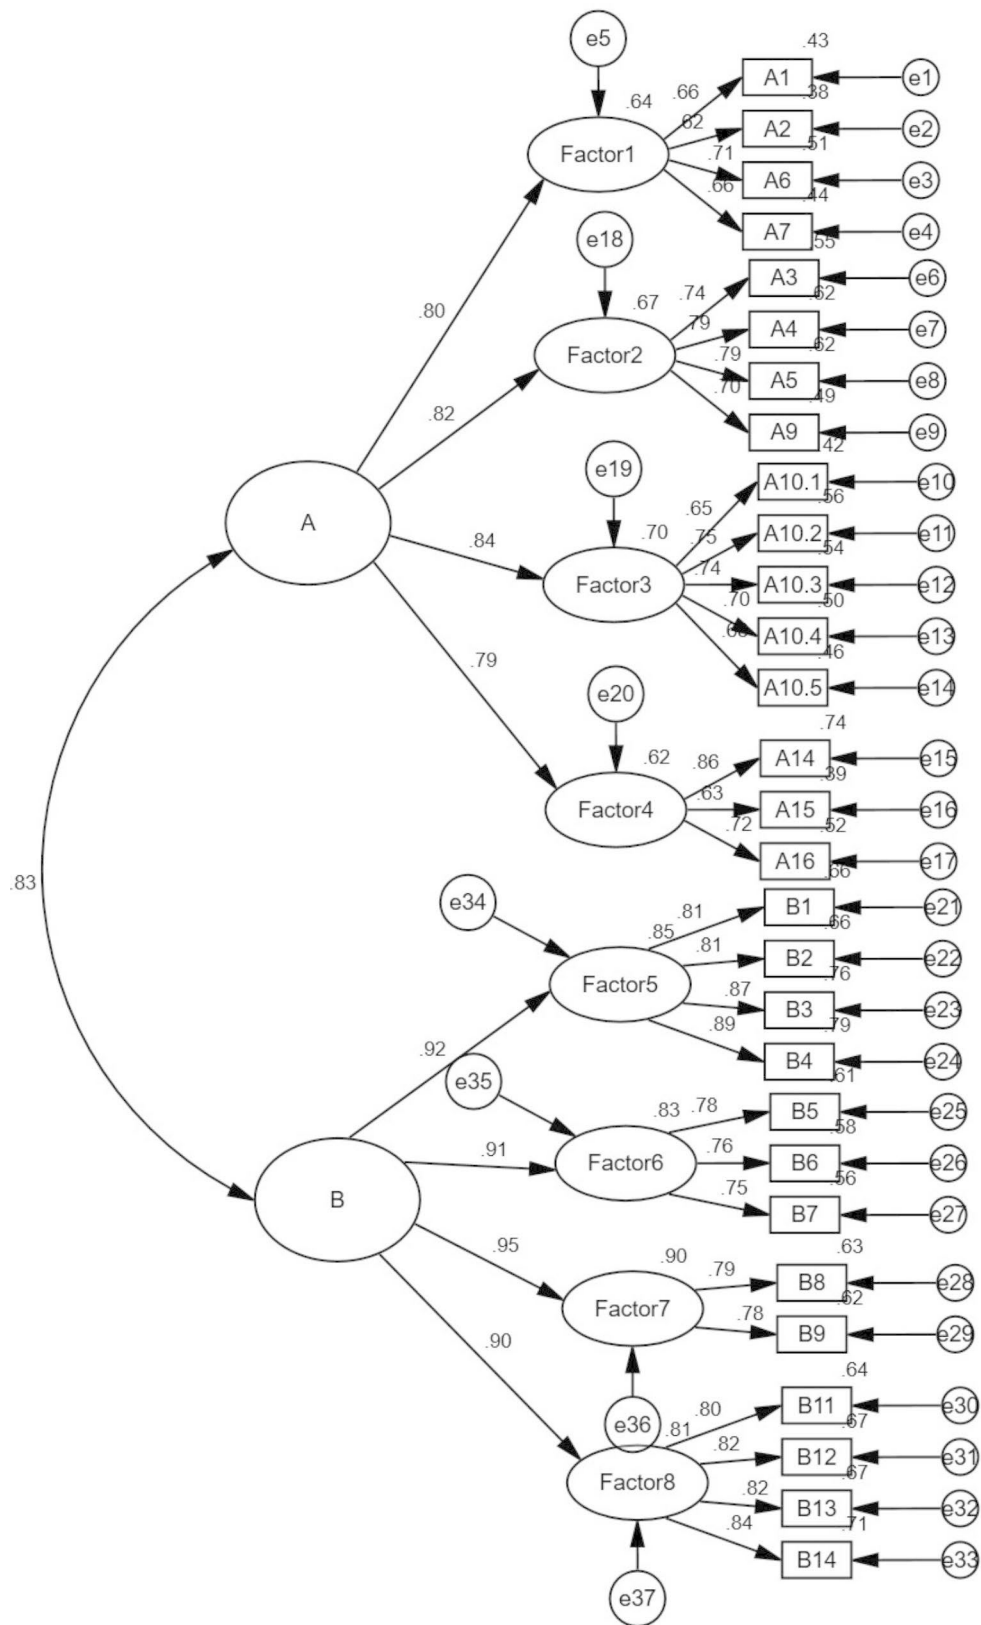 e5
.43
.64 .66 A1 e1
.38
.62 A2 e2
Factor1 .51
.71 A6 e3
.66 .44
A7 e4
e18 .55
A3 e6
.67 .74 .62
.79 A4 e7
.80 Factor2 .62
.79 A5 e8
.70 .49
.82 A9 e9
.42
e19 A10.1 e10
.65 .56
A .70 .75 A10.2 e11
.84 .54
Factor3 .74 A10.3 e12
.70 .50
A10.4 e13
.46
.79 A10.5 e14
e20
.74
.62 .86 A14 e15
.39
Factor4 .63 A15 e16
.72 .52
A16 e17
.83 .66
e34 B1 e21
.81 .66
.85 .81 B2 e22
.76
Factor5 .87 B3 e23
.89 .79
.92 B4 e24
e35 .61
.83 .78 B5 e25
.58
.91 .76 B6 e26
Factor6 .56
.75 B7 e27
B
.95 .63
.90 .79 B8 e28
.62
Factor7 .78 B9 e29
.90
.64
.80 B11 e30
e36 .67
.81 .82 B12 e31
.67
Factor8 .82 B13 e32
.84 .71
B14 e33
e37